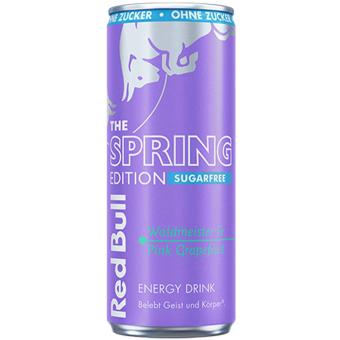 OHNE ZUCKER • OHNE ZUCKER
THE
SPRING
EDITION SUGARFREE
Waldmeister
Pink Grapefruit
ENERGY DRINK
Belebt Geist und Körper®.
Red Bull